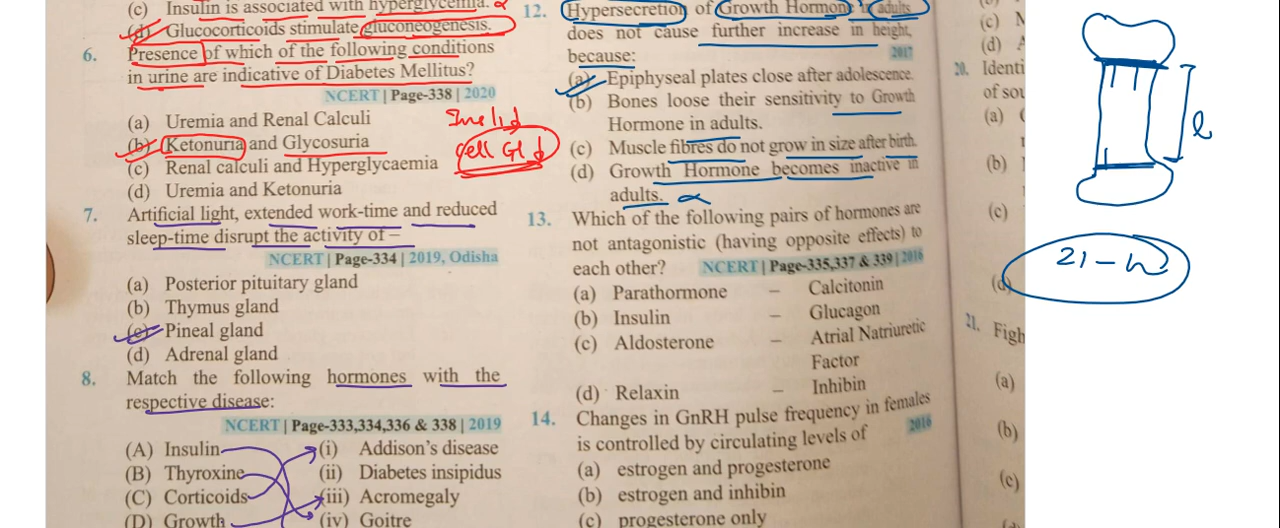 (c) Insulin is associated with hyperglycemia.
(d) Glucocorticoids stimulate gluconeogenesis.
6. Presence of which of the following conditions
in urine are indicative of Diabetes Mellitus?
NCERT | Page-338 | 2020
(a) Uremia and Renal Calculi
(b) Ketonuria and Glycosuria
(c) Renal calculi and Hyperglycaemia
(d) Uremia and Ketonuria
cell Gl ↓
7. Artificial light, extended work-time and reduced
sleep-time disrupt the activity of –
NCERT | Page-334 | 2019, Odisha
(a) Posterior pituitary gland
(b) Thymus gland
(c) Pineal gland
(d) Adrenal gland
8. Match the following hormones with the
respective disease:
NCERT | Page-333,334,336 & 338 | 2019
(A) Insulin (i) Addison's disease
(B) Thyroxine (ii) Diabetes insipidus
(C) Corticoids (iii) Acromegaly
(D) Growth (iv) Goitre
12. Hypersecretion of Growth Hormone in adults
does not cause further increase in height,
because: 2017
(a) Epiphyseal plates close after adolescence.
(b) Bones loose their sensitivity to Growth
Hormone in adults.
(c) Muscle fibres do not grow in size after birth.
(d) Growth Hormone becomes inactive in
adults.
13. Which of the following pairs of hormones are
not antagonistic (having opposite effects) to
each other? NCERT | Page-335,337 & 339 | 2016
(a) Parathormone – Calcitonin
(b) Insulin – Glucagon
(c) Aldosterone – Atrial Natriuretic
Factor
(d) Relaxin – Inhibin
14. Changes in GnRH pulse frequency in females
is controlled by circulating levels of 2016
(a) estrogen and progesterone
(b) estrogen and inhibin
(c) progesterone only
(c)
(d)
20. Identi
of sou
(a)
(b)
(c)
(d)
21. Figh
(a)
(b)
(c)
l